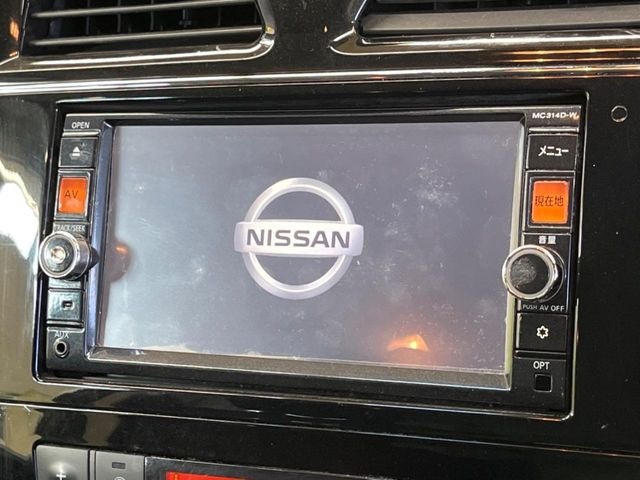 OPEN
MC314D-W
メニュー
AV
現在地
TRACK/SEEK
NISSAN
音量
PUSH AV OFF
AUX
OPT